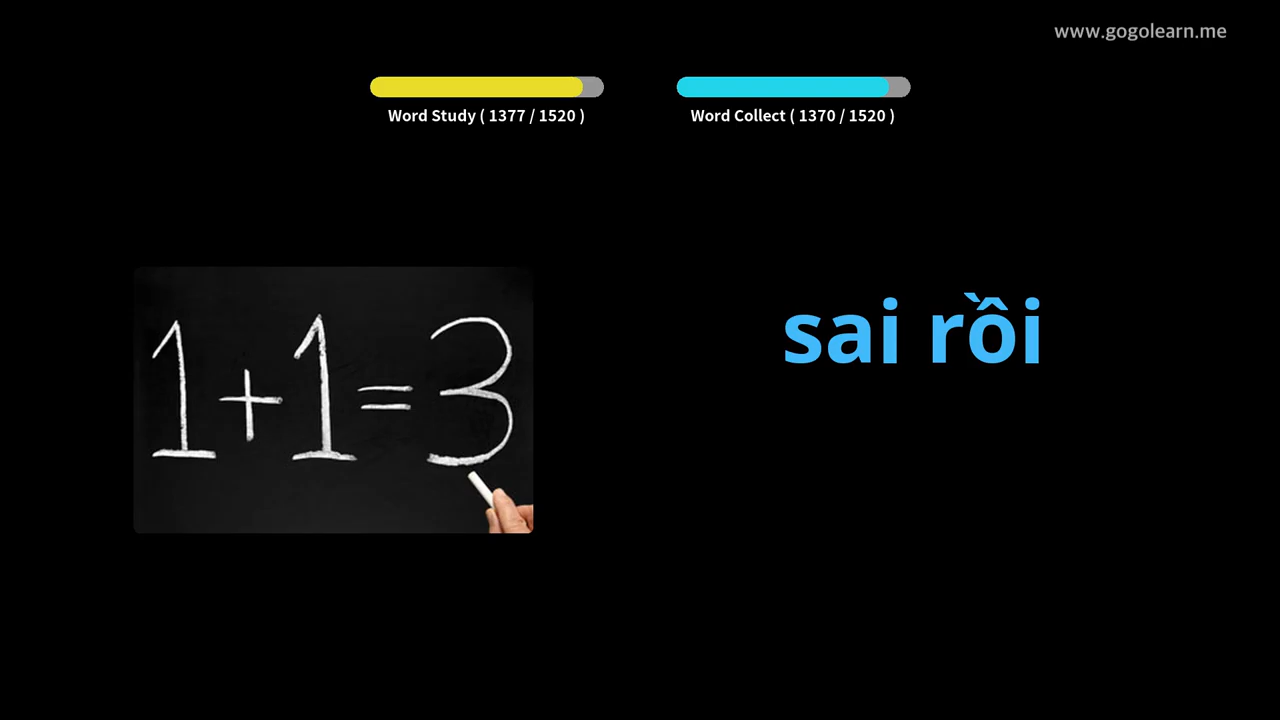 www.gogolearn.me
Word Study ( 1377 / 1520 )
Word Collect ( 1370 / 1520 )
sai rồi
1+1=3